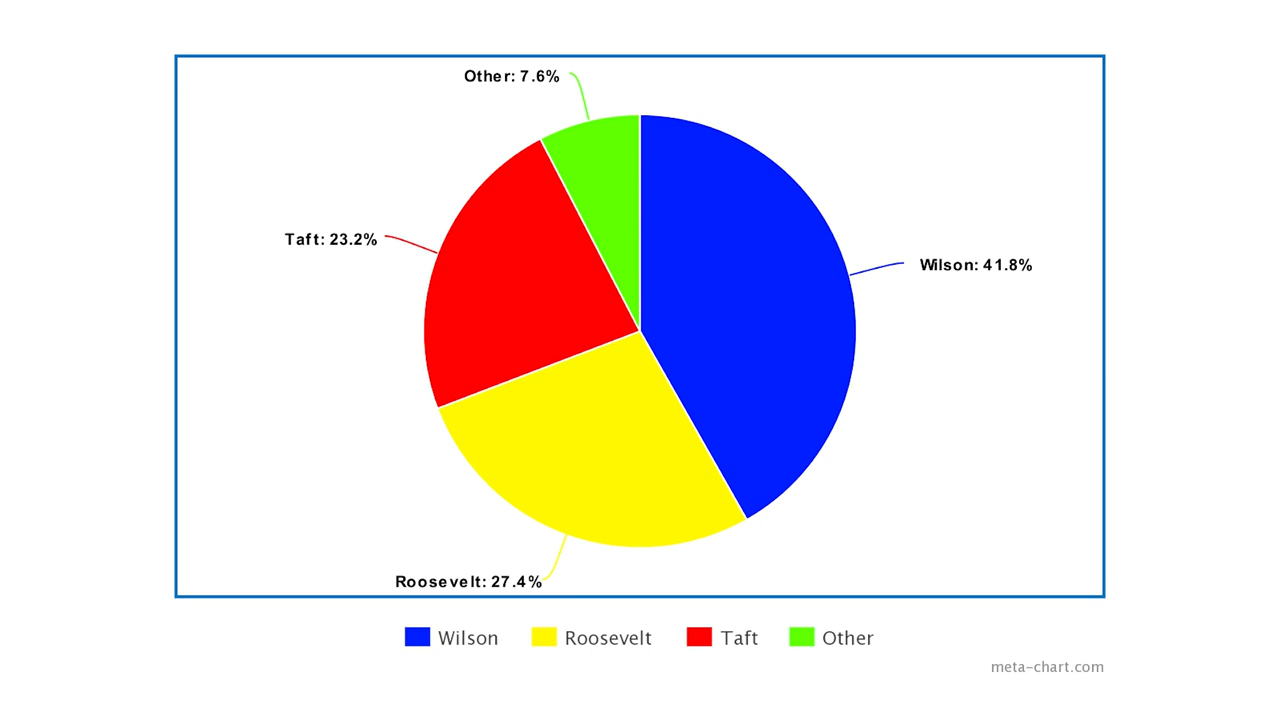 Other: 7.6%
Taft: 23.2%
Wilson: 41.8%
Roosevelt: 27.4%
Wilson
Roosevelt
Taft
Other
meta-chart.com